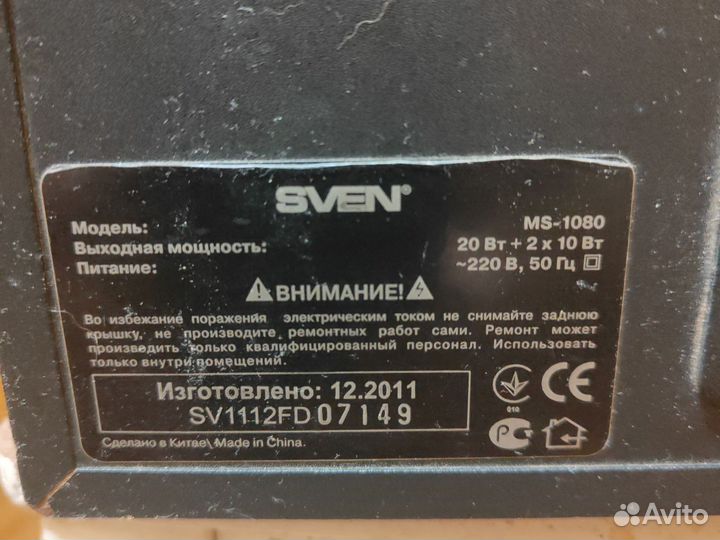 SVEN®
Модель: MS-1080
Выходная мощность: 20 Вт + 2 x 10 Вт
Питание: ~220 В, 50 Гц
ВНИМАНИЕ!
Во избежание поражения электрическим током не снимайте заднюю
крышку, не производите ремонтных работ сами. Ремонт может
производить только квалифицированный персонал. Использовать
только внутри помещений.
Изготовлено: 12.2011
SV1112FD07149
010
CE
Сделано в Китае\ Made in China.
Avito